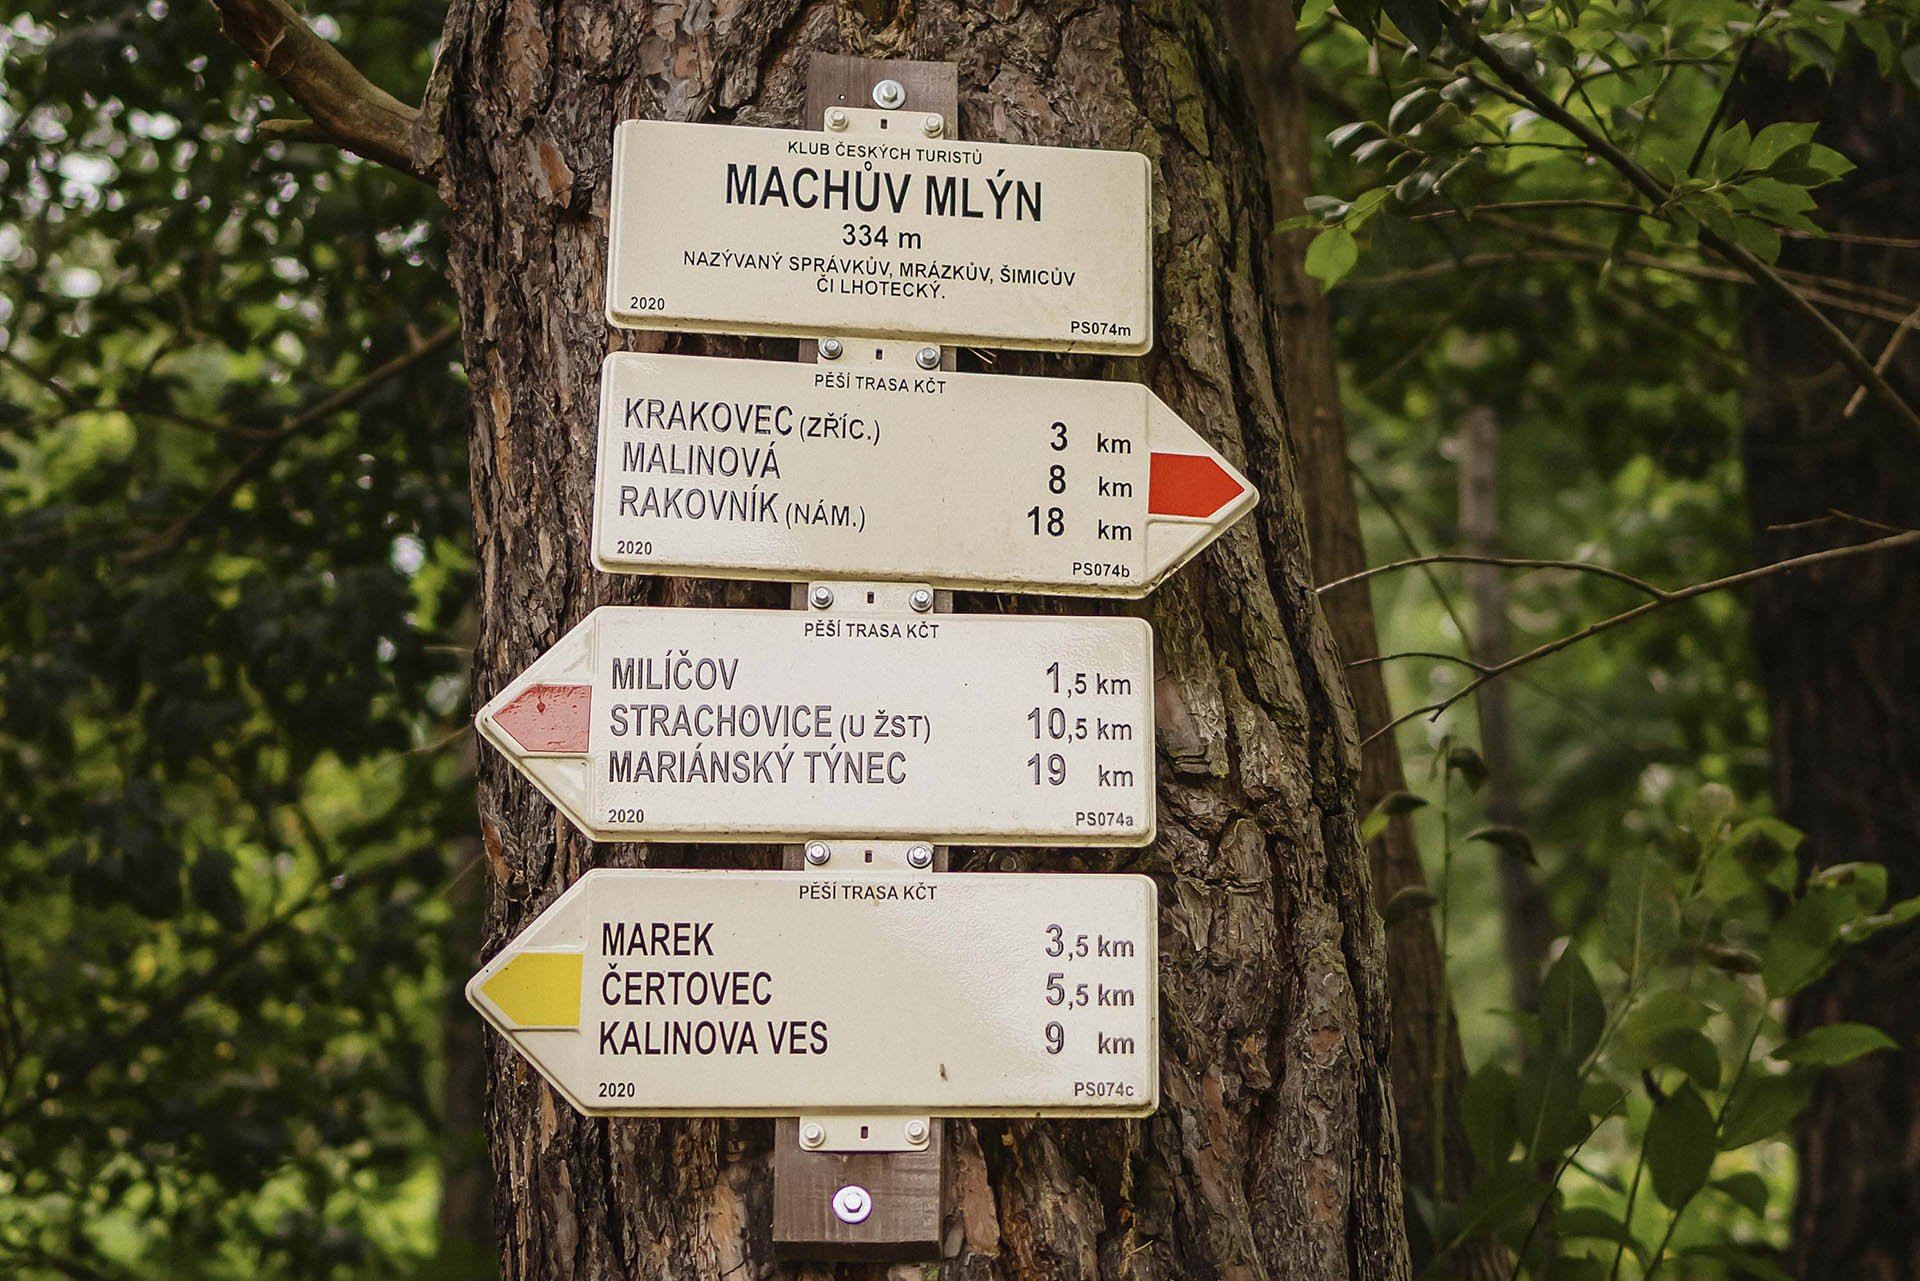 KLUB ČESKÝCH TURISTŮ
MACHŮV MLÝN
334 m
NAZÝVANÝ SPRÁVKŮV, MRÁZKŮV, ŠIMICŮV
ČI LHOTECKÝ.
2020 PS074m
PĚŠÍ TRASA KČT
KRAKOVEC (ZŘÍC.) 3 km
MALINOVÁ 8 km
RAKOVNÍK (NÁM.) 18 km
2020 PS074b
PĚŠÍ TRASA KČT
MILÍČOV 1,5 km
STRACHOVICE (U ŽST) 10,5 km
MARIÁNSKÝ TÝNEC 19 km
2020 PS074a
PĚŠÍ TRASA KČT
MAREK 3,5 km
ČERTOVEC 5,5 km
KALINOVA VES 9 km
2020 PS074c